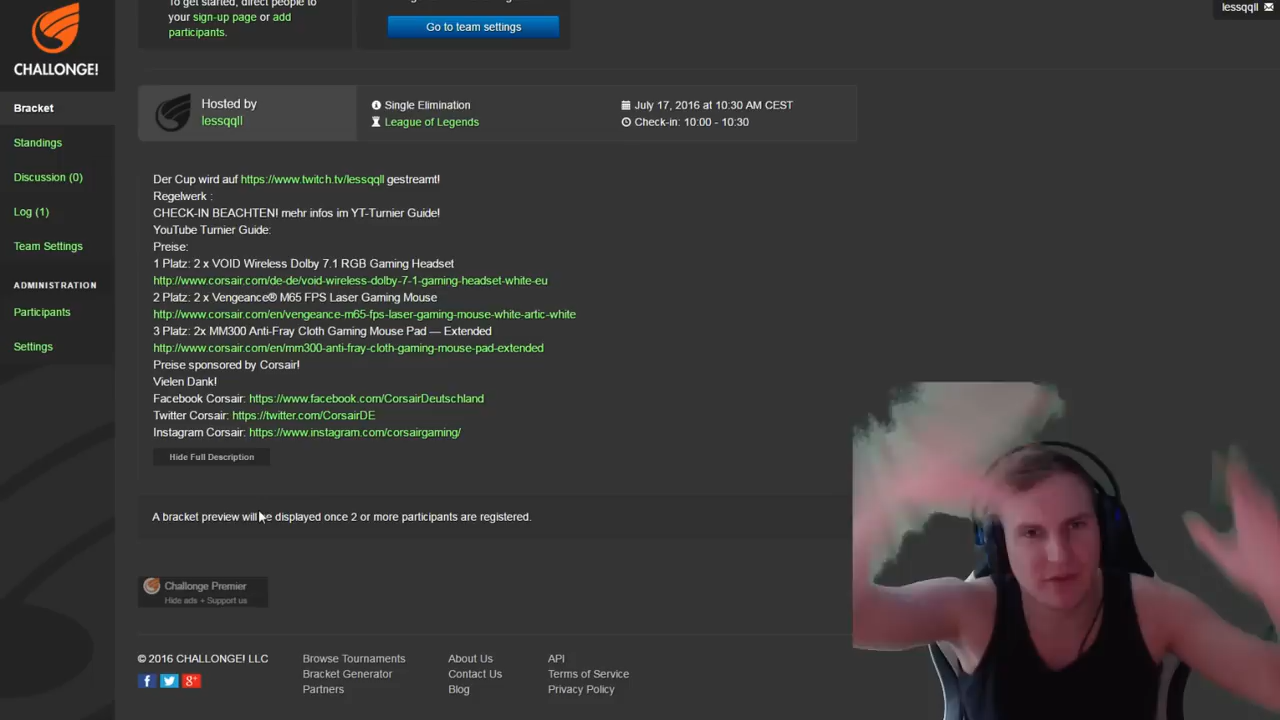 To get started, direct people to
your sign-up page or add
participants.
Go to team settings
lessqqll
CHALLONGE!
Bracket
Standings
Discussion (0)
Log (1)
Team Settings
ADMINISTRATION
Participants
Settings
Hosted by
lessqqll
Single Elimination
League of Legends
July 17, 2016 at 10:30 AM CEST
Check-in: 10:00 - 10:30
Der Cup wird auf https://www.twitch.tv/lessqqll gestreamt!
Regelwerk :
CHECK-IN BEACHTEN! mehr infos im YT-Turnier Guide!
YouTube Turnier Guide:
Preise:
1 Platz: 2 x VOID Wireless Dolby 7.1 RGB Gaming Headset
http://www.corsair.com/de-de/void-wireless-dolby-7-1-gaming-headset-white-eu
2 Platz: 2 x Vengeance® M65 FPS Laser Gaming Mouse
http://www.corsair.com/en/vengeance-m65-fps-laser-gaming-mouse-white-artic-white
3 Platz: 2x MM300 Anti-Fray Cloth Gaming Mouse Pad — Extended
http://www.corsair.com/en/mm300-anti-fray-cloth-gaming-mouse-pad-extended
Preise sponsored by Corsair!
Vielen Dank!
Facebook Corsair: https://www.facebook.com/CorsairDeutschland
Twitter Corsair: https://twitter.com/CorsairDE
Instagram Corsair: https://www.instagram.com/corsairgaming/
Hide Full Description
A bracket preview will be displayed once 2 or more participants are registered.
Challonge Premier
Hide ads + Support us
© 2016 CHALLONGE! LLC
Browse Tournaments
Bracket Generator
Partners
About Us
Contact Us
Blog
API
Terms of Service
Privacy Policy